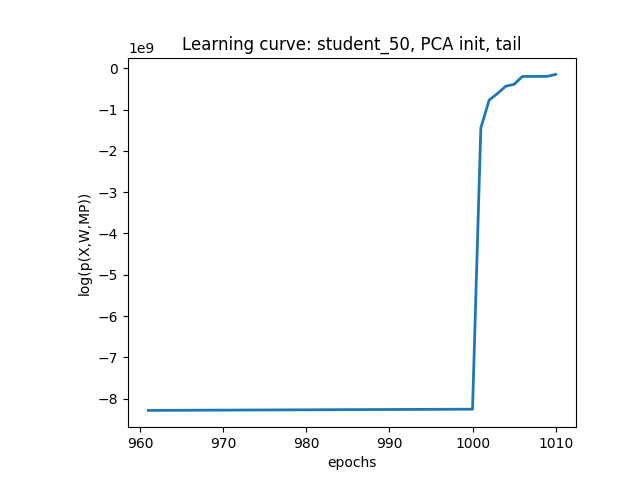 Learning curve: student_50, PCA init, tail
1e9
0
−1
−2
−3
−4
−5
−6
−7
−8
log(p(X,W,MP))
960 970 980 990 1000 1010
epochs